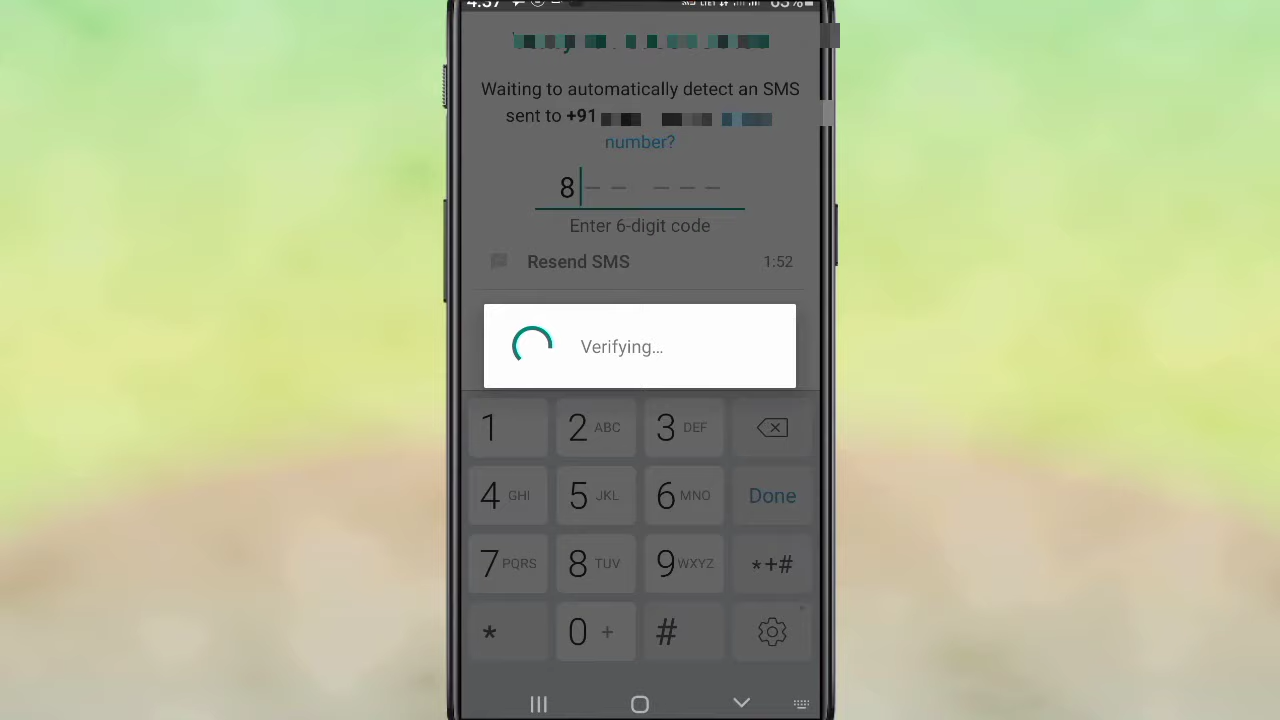 Waiting to automatically detect an SMS
sent to +91
number?
8
Enter 6-digit code
Resend SMS 1:52
Verifying...
1 2 ABC 3 DEF
4 GHI 5 JKL 6 MNO Done
7 PQRS 8 TUV 9 WXYZ *+#
* 0 + #